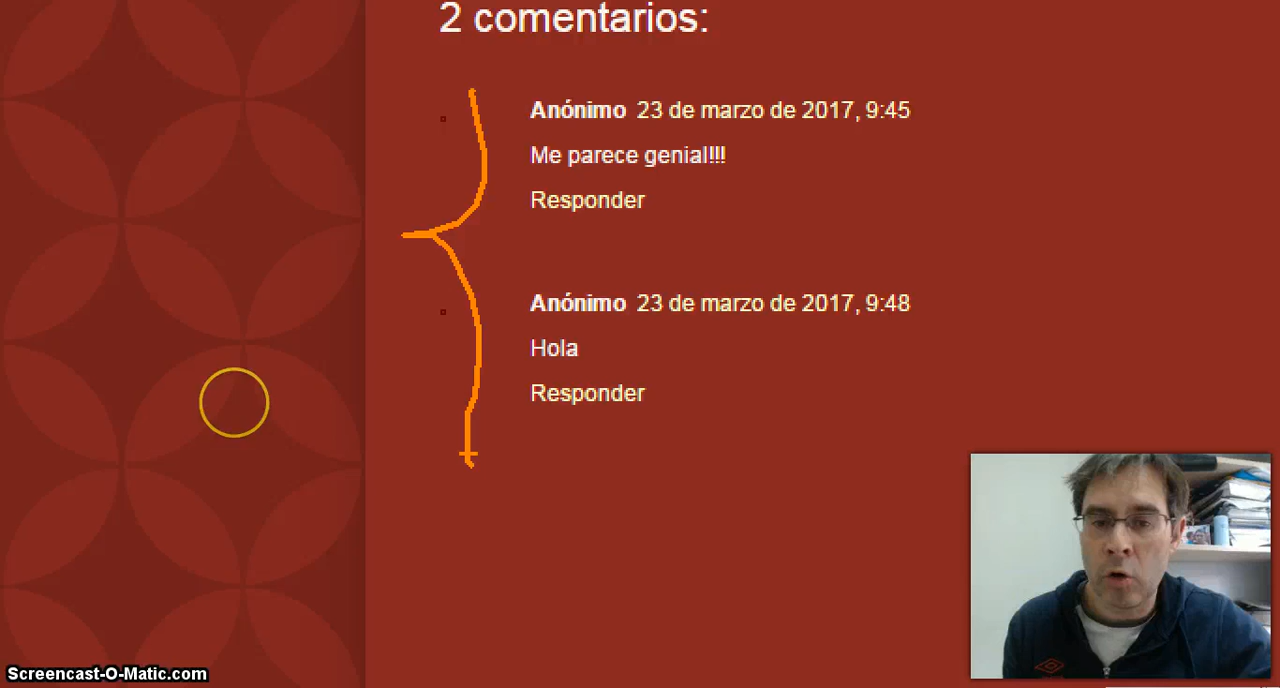 2 comentarios:
Anónimo 23 de marzo de 2017, 9:45
Me parece genial!!!
Responder
Anónimo 23 de marzo de 2017, 9:48
Hola
Responder
Screencast-O-Matic.com